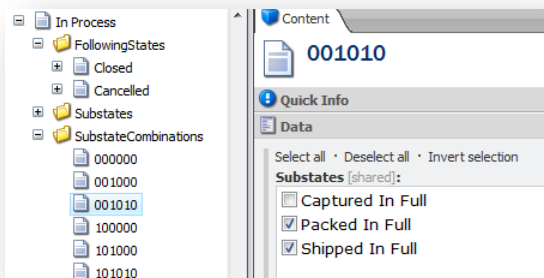 In Process
FollowingStates
Closed
Cancelled
Substates
SubstateCombinations
000000
001000
001010
100000
101000
101010
Content
001010
Quick Info
Data
Select all · Deselect all · Invert selection
Substates [shared]:
Captured In Full
Packed In Full
Shipped In Full